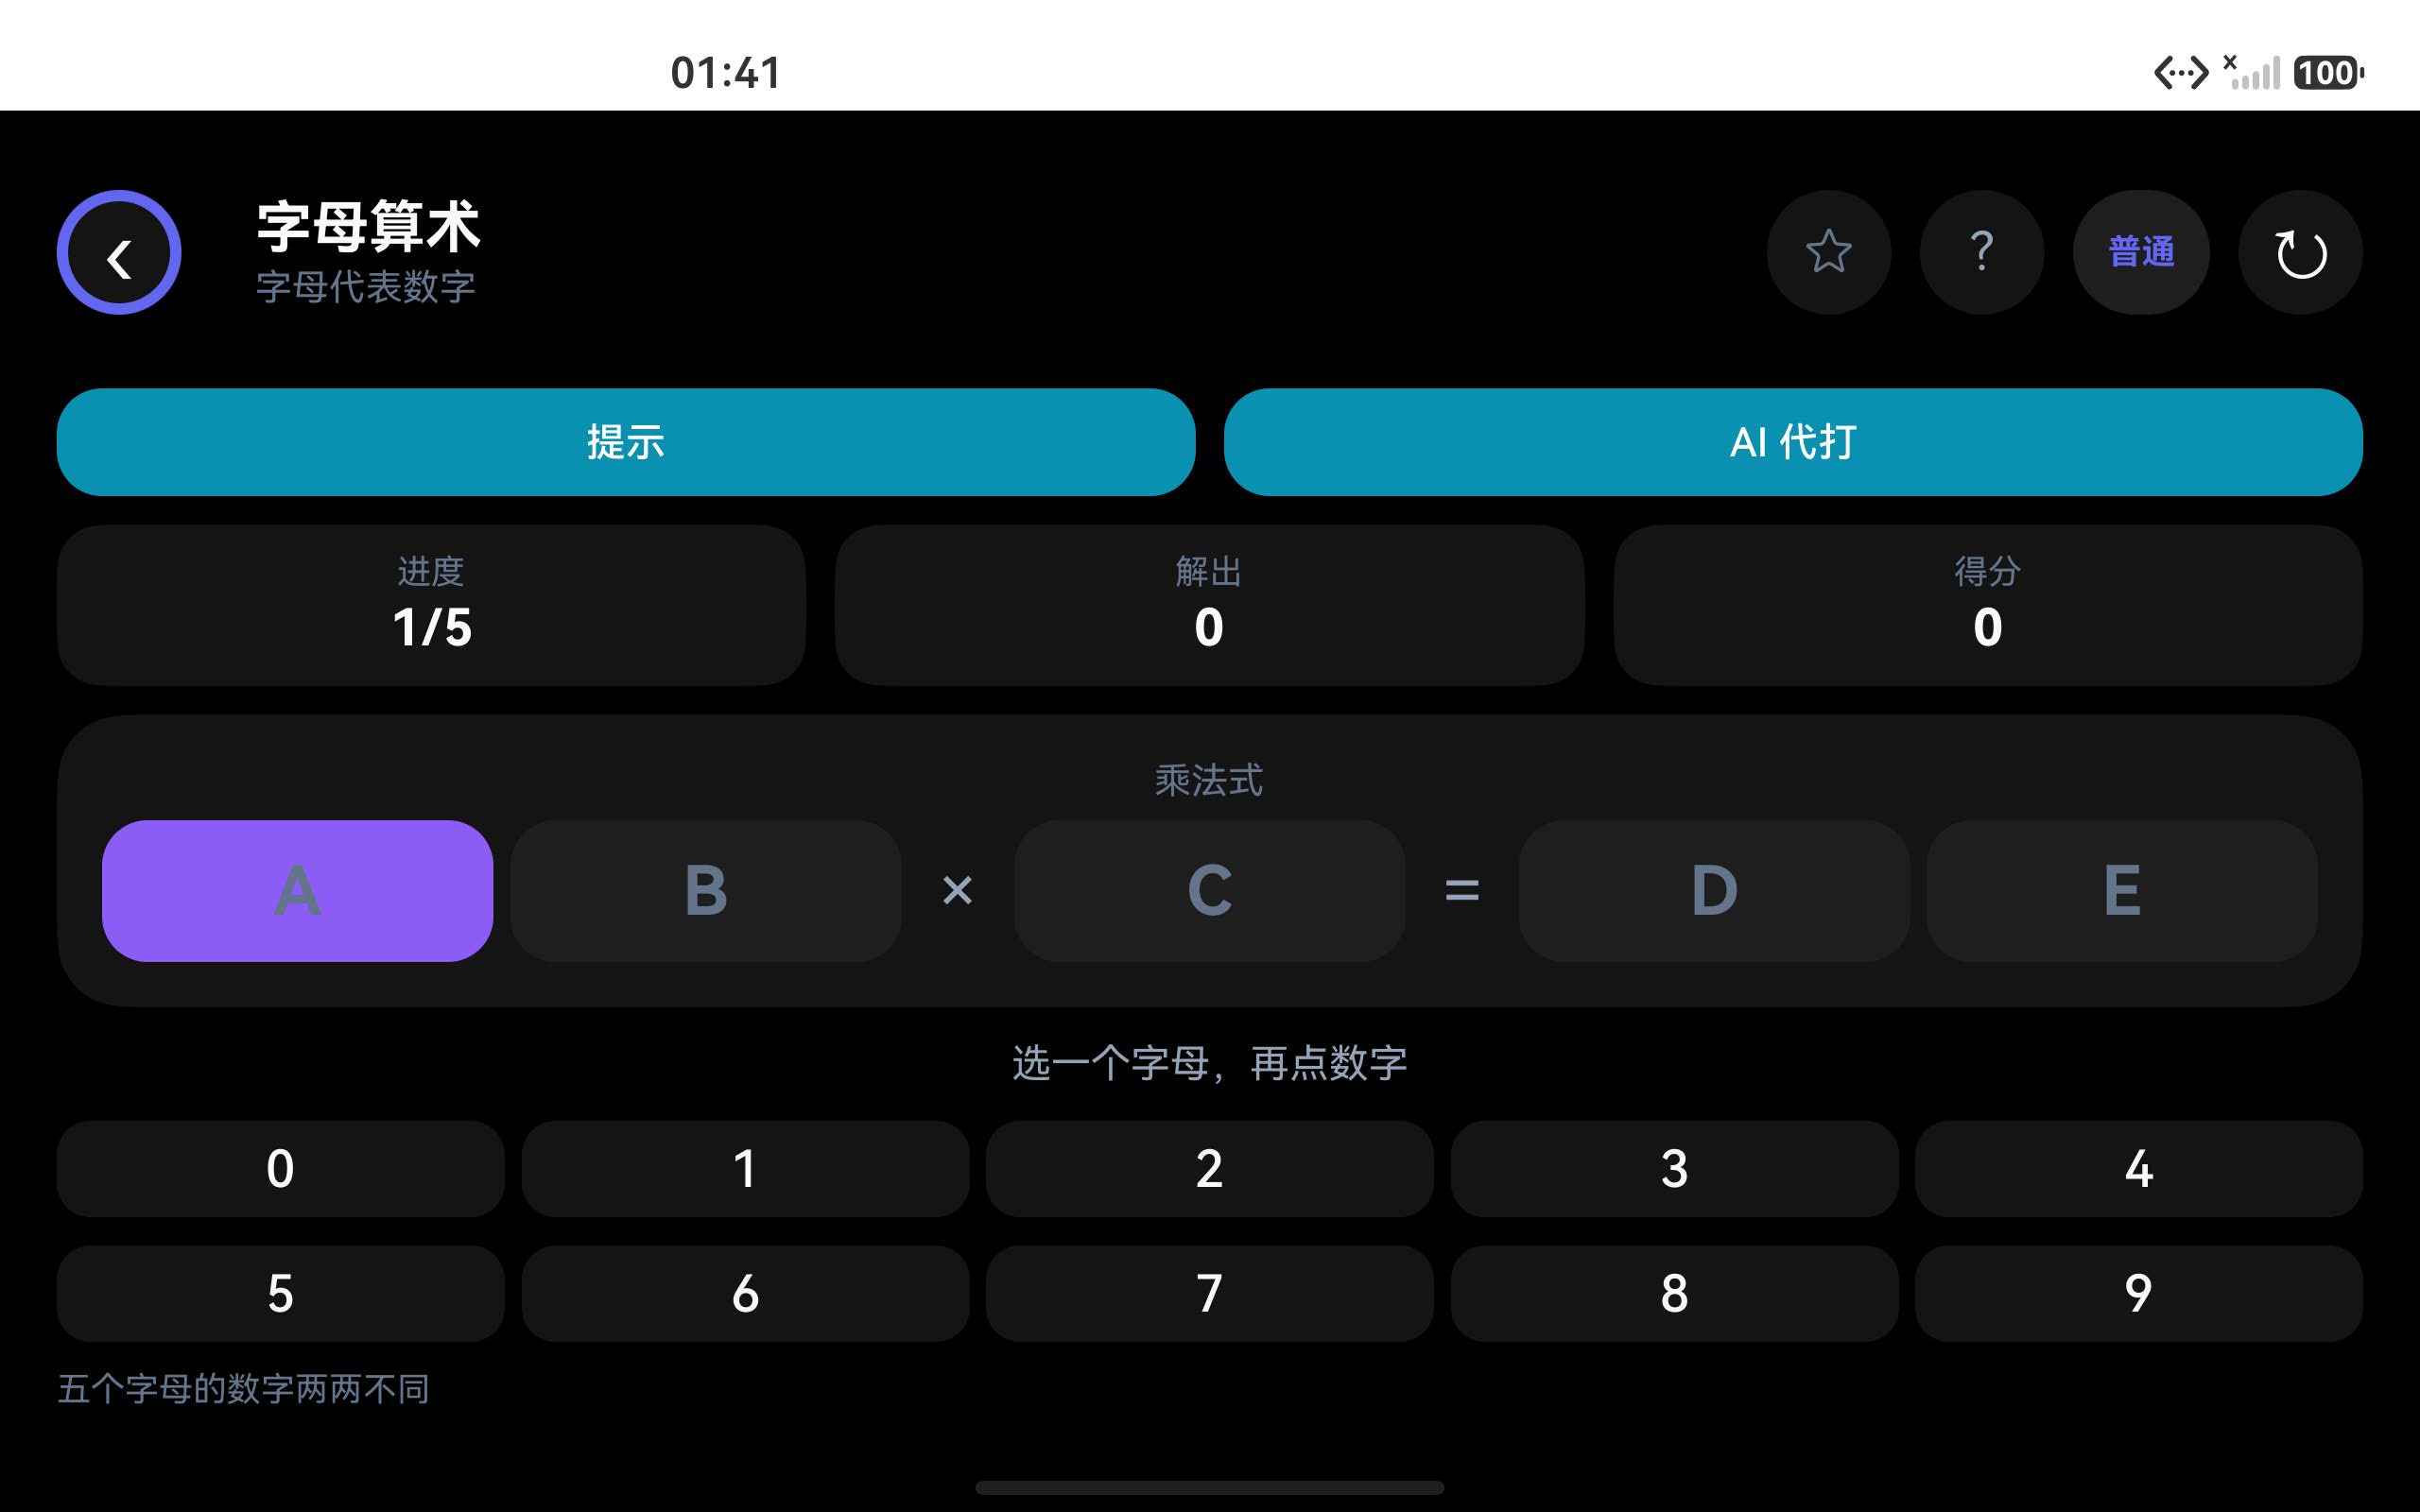 01:41
100
字母算术
字母代表数字
?
普通
提示
AI 代打
进度
1/5
解出
0
得分
0
乘法式
A B × C = D E
选一个字母，再点数字
0 1 2 3 4
5 6 7 8 9
五个字母的数字两两不同